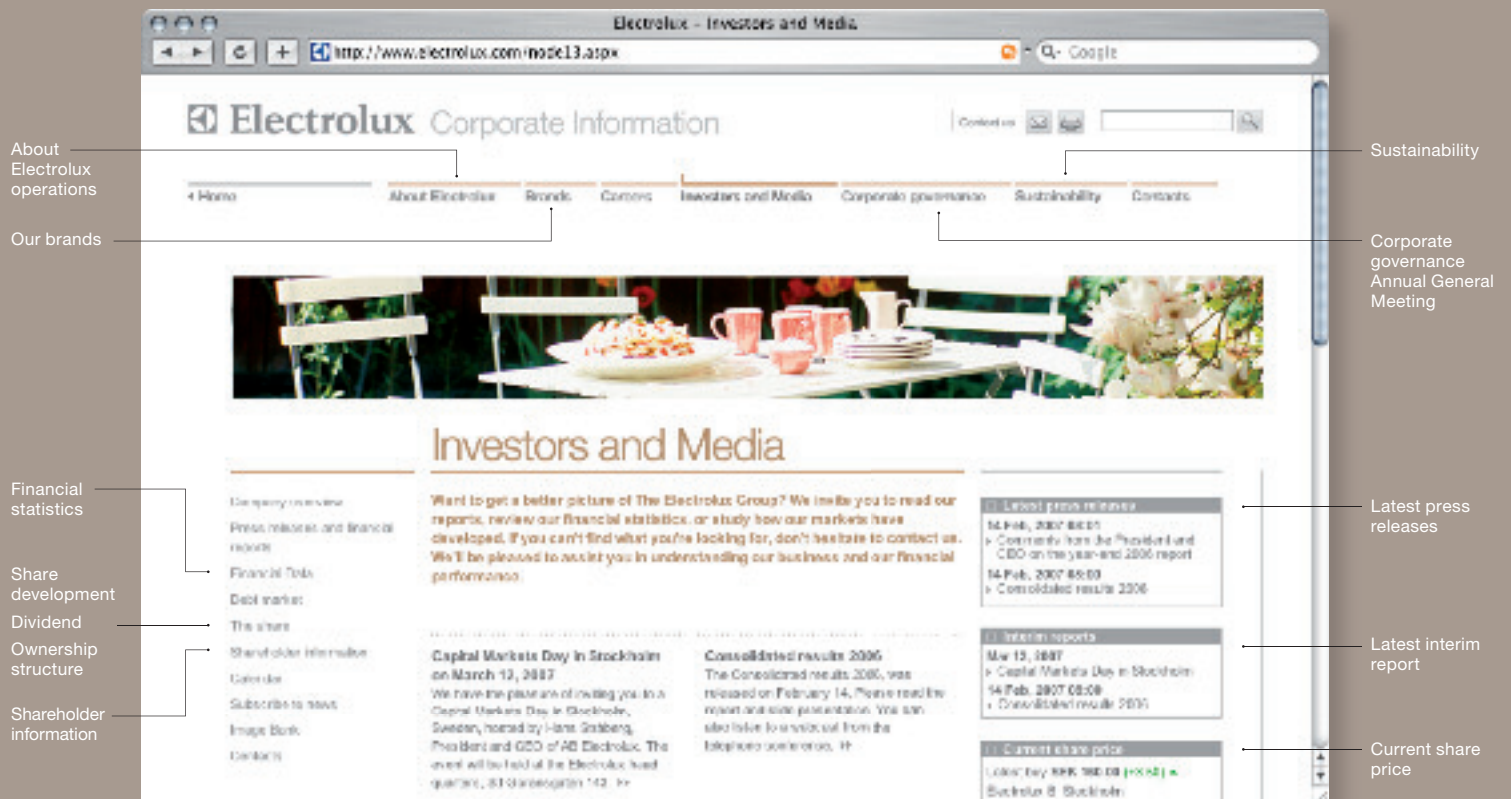 Electrolux – Investors and Media
http://www.electrolux.com/node13.aspx
Google
Electrolux Corporate Information
Contact us
About
Electrolux
operations
Sustainability
Home
About Electrolux
Brands
Careers
Investors and Media
Corporate governance
Sustainability
Contacts
Our brands
Corporate
governance
Annual General
Meeting
Investors and Media
Financial
statistics
Share
development
Dividend
Ownership
structure
Shareholder
information
Company overview
Press releases and financial
reports
Financial Data
Debt market
The share
Shareholder information
Calendar
Subscribe to news
Image Bank
Contacts
Want to get a better picture of The Electrolux Group? We invite you to read our
reports, review our financial statistics, or study how our markets have
developed. If you can't find what you're looking for, don't hesitate to contact us.
We'll be pleased to assist you in understanding our business and our financial
performance.
Capital Markets Day in Stockholm
on March 12, 2007
We have the pleasure of inviting you to a
Capital Markets Day in Stockholm,
Sweden, hosted by Hans Stråberg,
President and CEO of AB Electrolux. The
event will be held at the Electrolux head
quarters, S:t Göransgatan 143.
Consolidated results 2006
The Consolidated results 2006, was
released on February 14. Please read the
report and slide presentation. You can
also listen to a webcast from the
telephone conference.
Latest press releases
14 Feb, 2007 08:01
Comments from the President and
CEO on the year-end 2006 report
14 Feb, 2007 08:00
Consolidated results 2006
Interim reports
Mar 12, 2007
Capital Markets Day in Stockholm
14 Feb, 2007 08:00
Consolidated results 2006
Current share price
Latest buy SEK 160.00 (+3.50)
Electrolux B, Stockholm
Latest press
releases
Latest interim
report
Current share
price